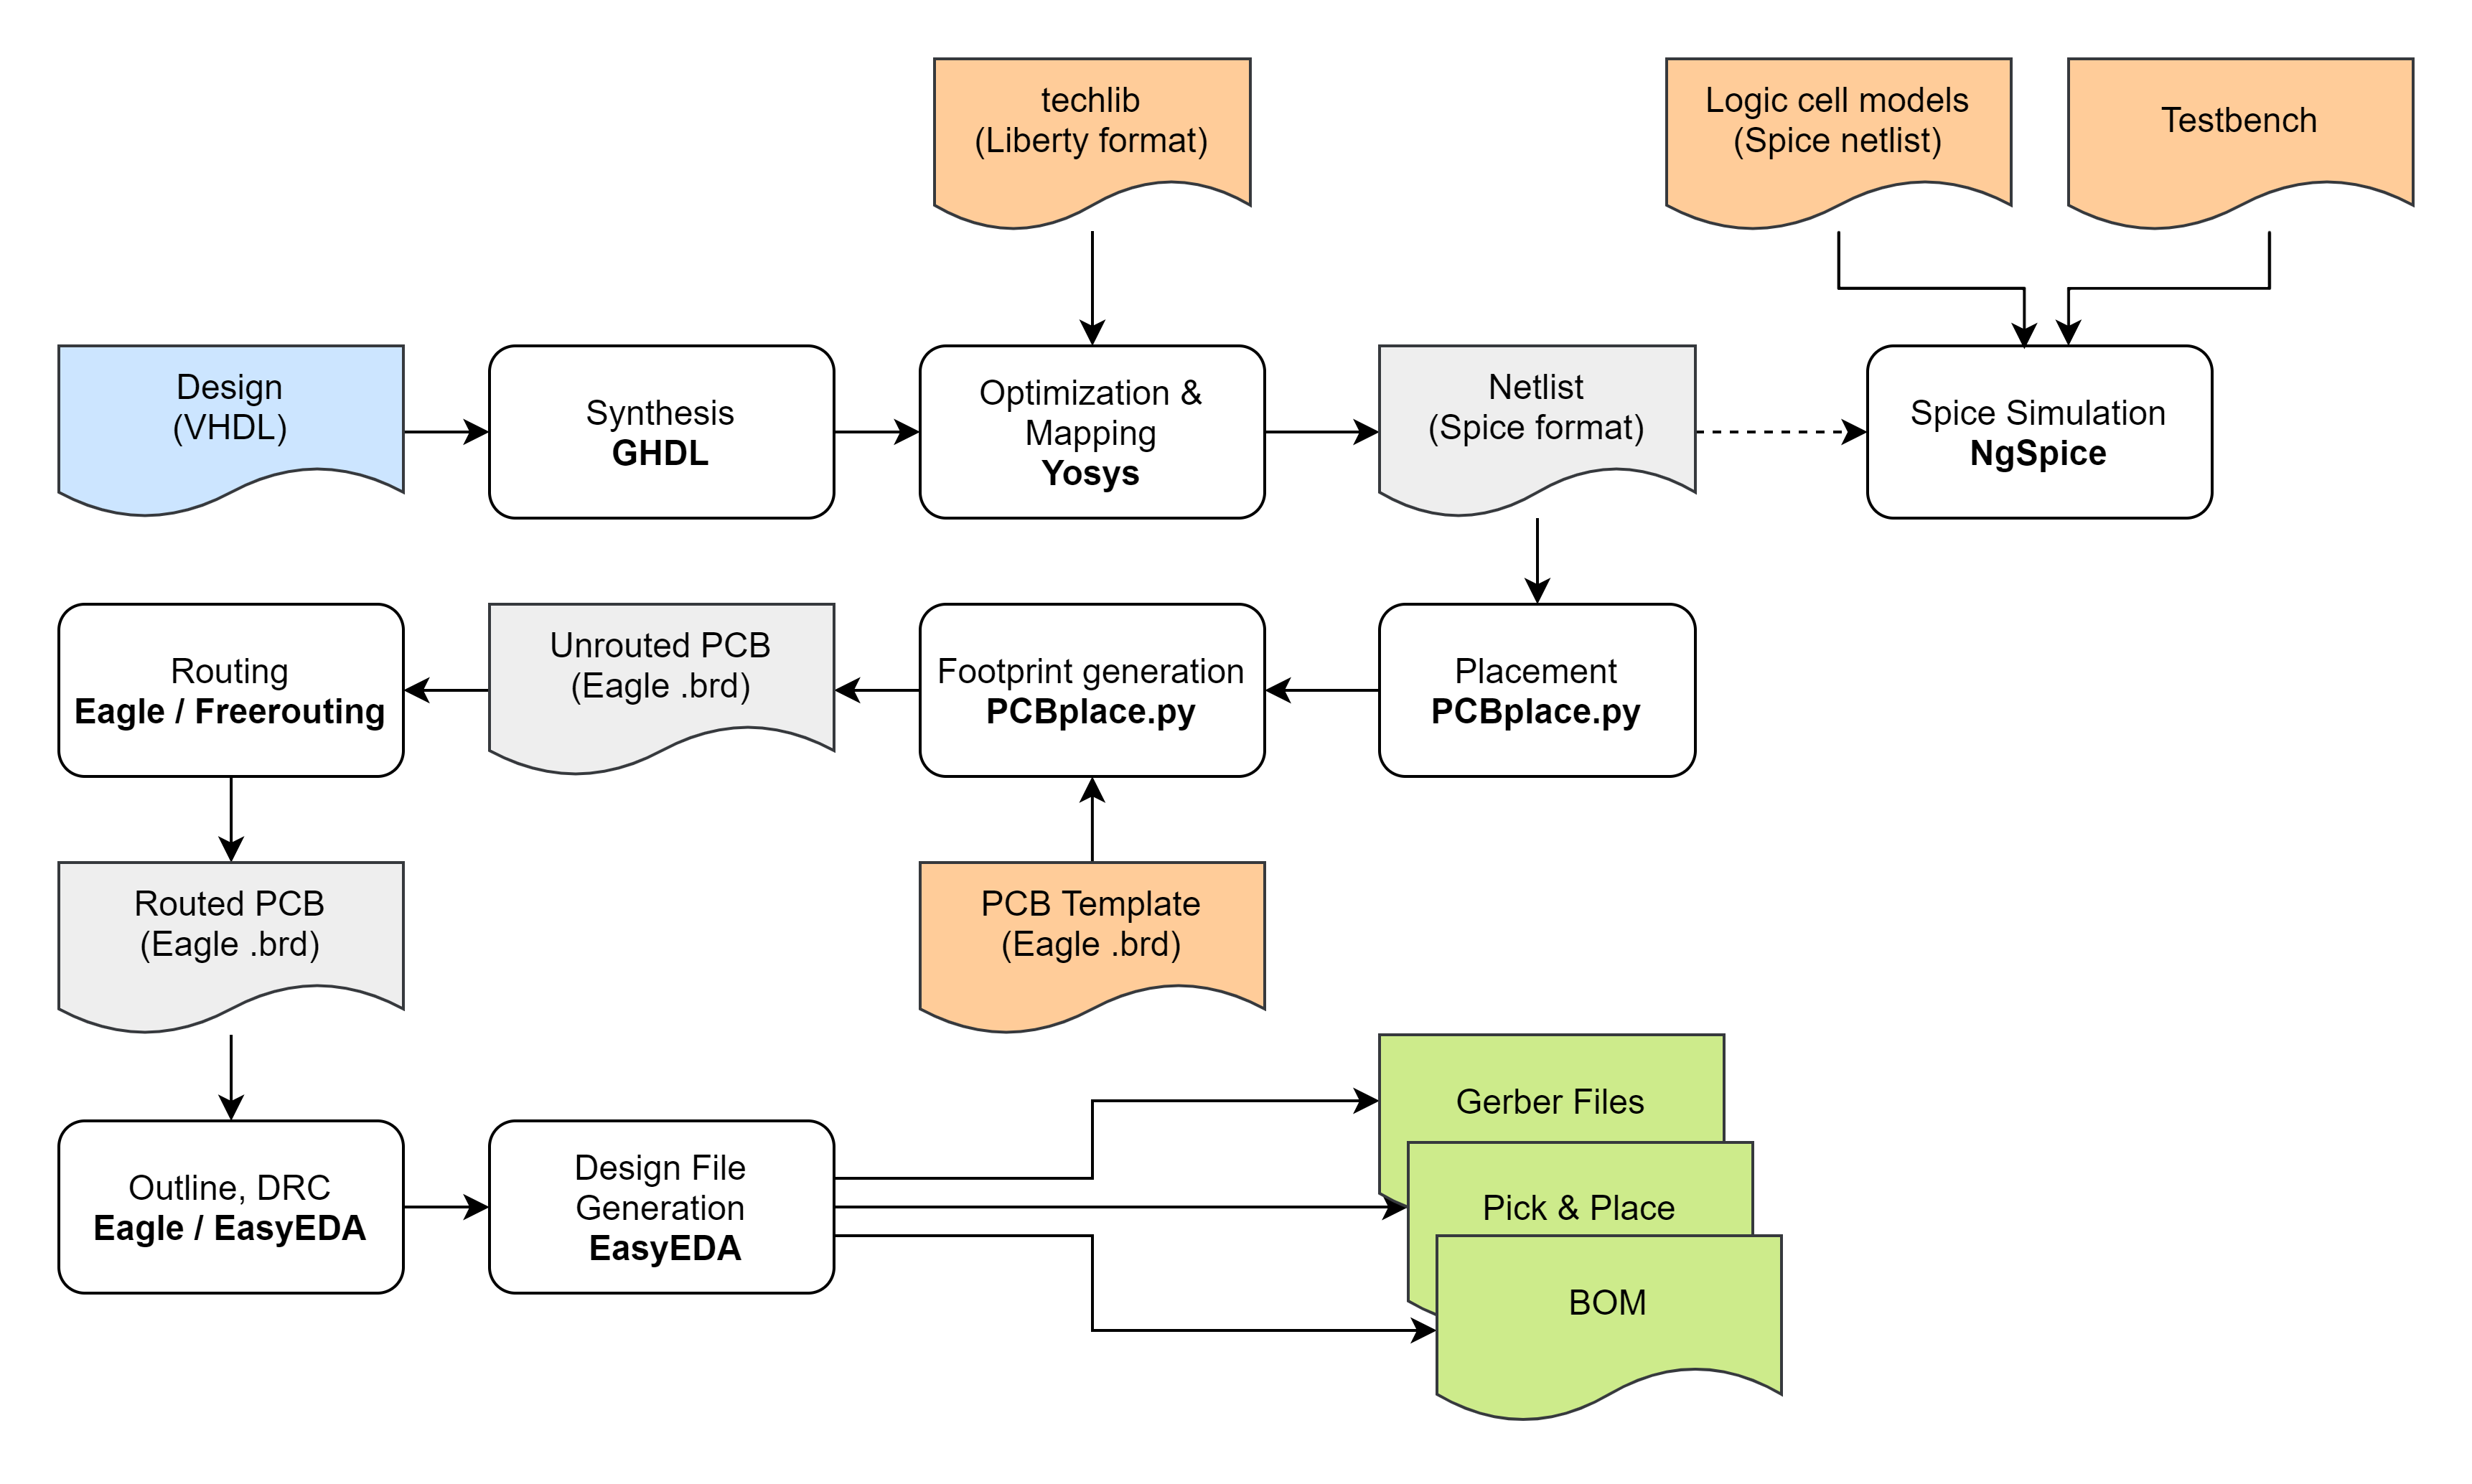 techlib
(Liberty format)
Logic cell models
(Spice netlist)
Testbench
Design
(VHDL)
Synthesis
GHDL
Optimization &
Mapping
Yosys
Netlist
(Spice format)
Spice Simulation
NgSpice
Routing
Eagle / Freerouting
Unrouted PCB
(Eagle .brd)
Footprint generation
PCBplace.py
Placement
PCBplace.py
Routed PCB
(Eagle .brd)
PCB Template
(Eagle .brd)
Outline, DRC
Eagle / EasyEDA
Design File
Generation
EasyEDA
Gerber Files
Pick & Place
BOM